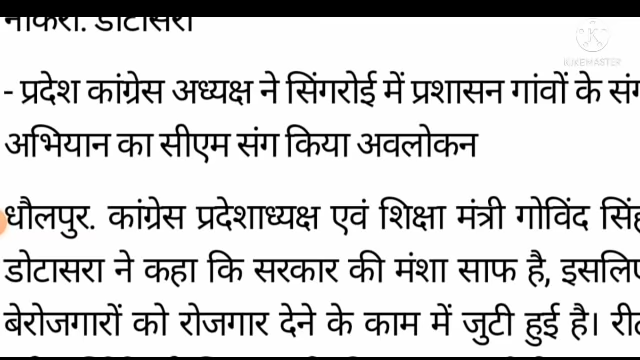 नौकरी. डोटासरा
KINEMASTER
- प्रदेश कांग्रेस अध्यक्ष ने सिंगरोई में प्रशासन गांवों के
अभियान का सीएम संग किया अवलोकन
धौलपुर. कांग्रेस प्रदेशाध्यक्ष एवं शिक्षा मंत्री गोविंद
डोटासरा ने कहा कि सरकार की मंशा साफ है,
बेरोजगारों को रोजगार देने के काम में जुटी हुई है।